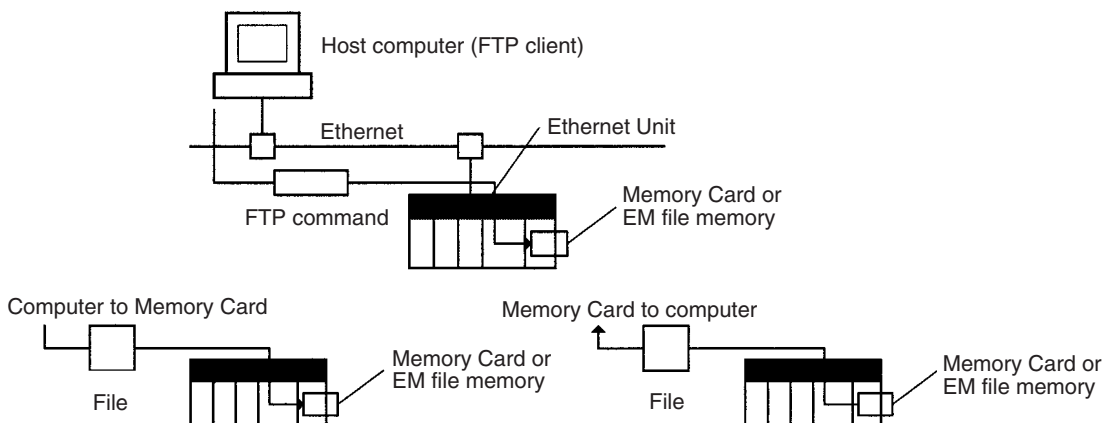 Host computer (FTP client)
Ethernet
Ethernet Unit
FTP command
Memory Card or
EM file memory
Computer to Memory Card
File
Memory Card or
EM file memory
Memory Card to computer
File
Memory Card or
EM file memory